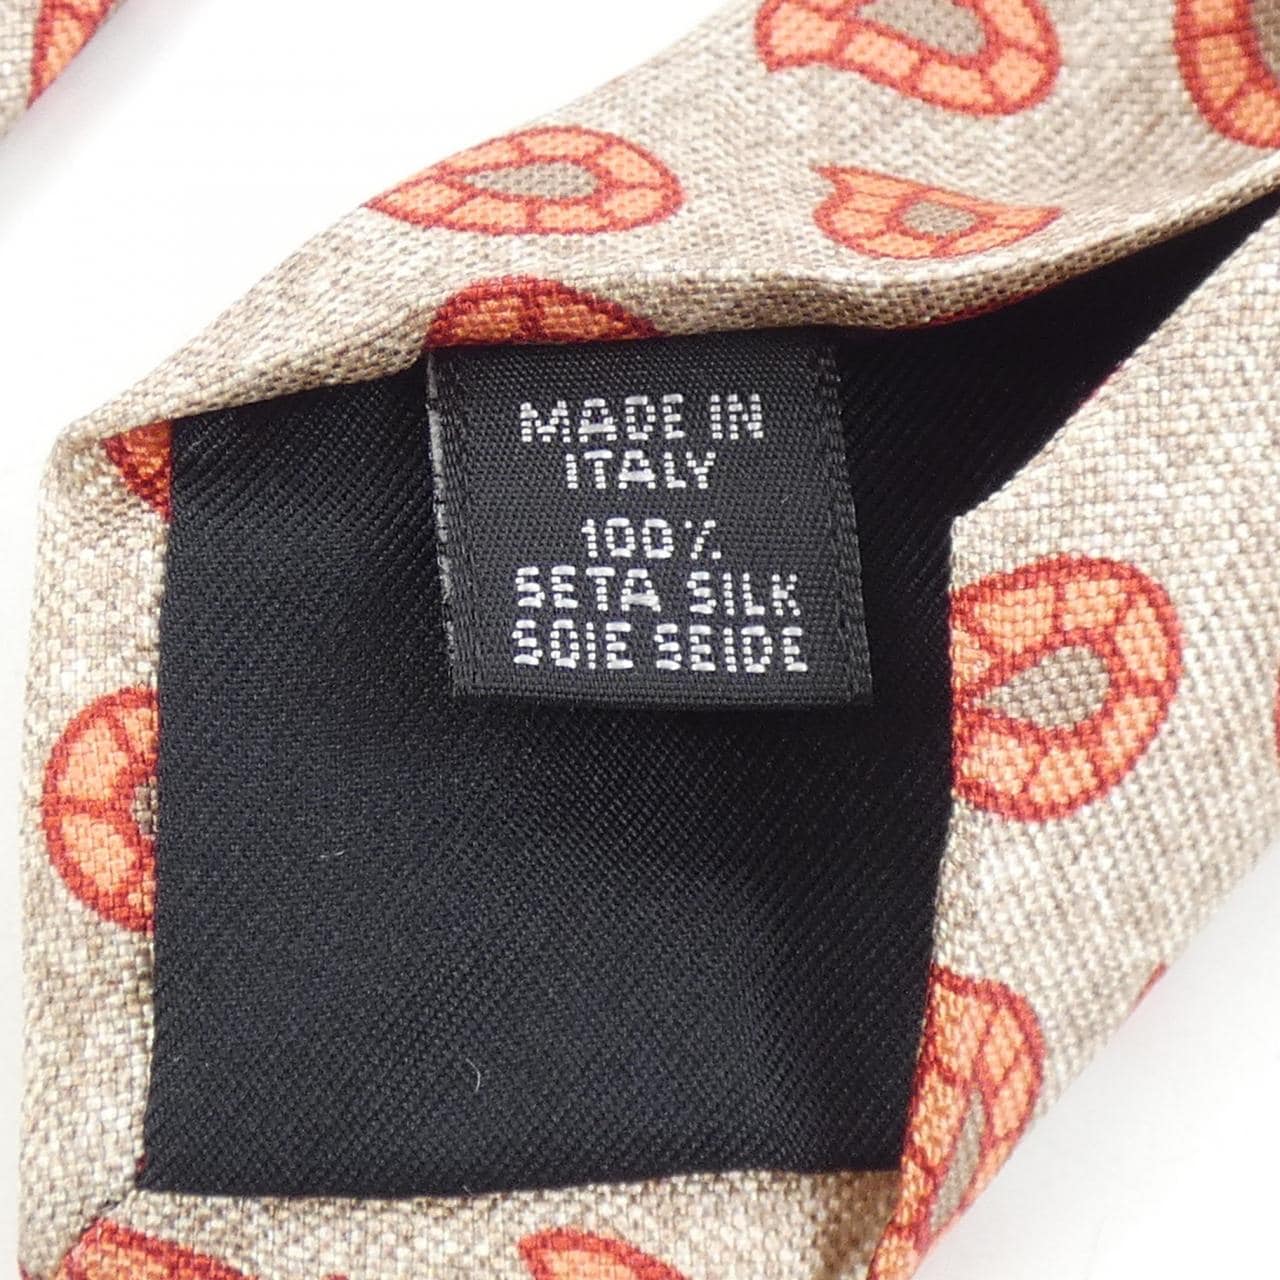 MADE IN
ITALY
100%
SETA SILK
SOIE SEIDE